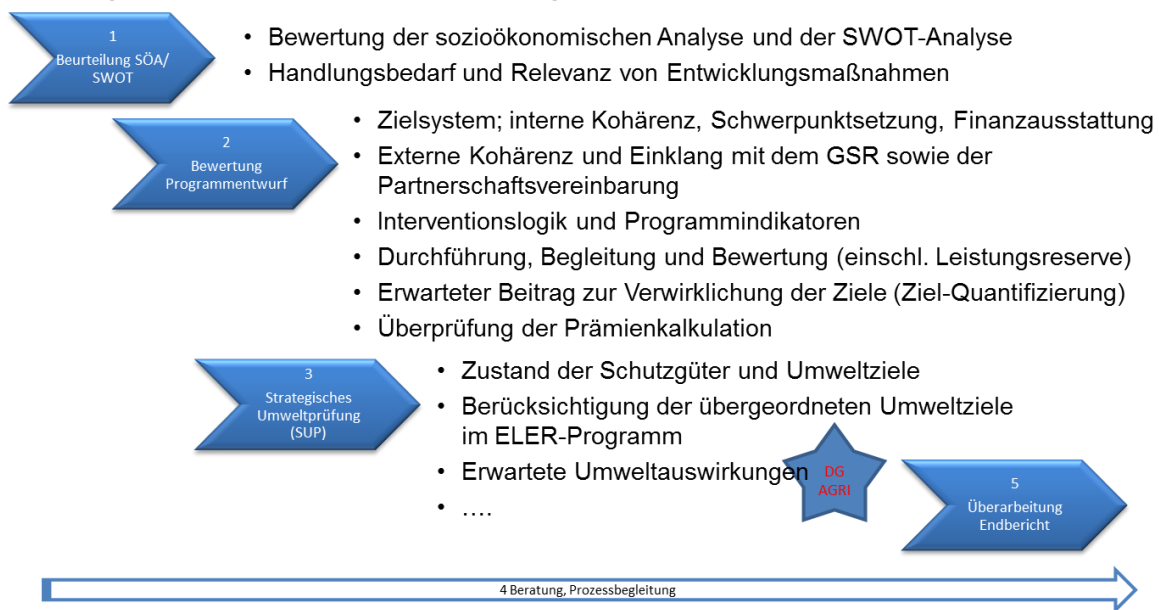 1
Beurteilung SÖA/
SWOT
• Bewertung der sozioökonomischen Analyse und der SWOT-Analyse
• Handlungsbedarf und Relevanz von Entwicklungsmaßnahmen
2
Bewertung
Programmentwurf
• Zielsystem; interne Kohärenz, Schwerpunktsetzung, Finanzausstattung
• Externe Kohärenz und Einklang mit dem GSR sowie der
Partnerschaftsvereinbarung
• Interventionslogik und Programmindikatoren
• Durchführung, Begleitung und Bewertung (einschl. Leistungsreserve)
• Erwarteter Beitrag zur Verwirklichung der Ziele (Ziel-Quantifizierung)
• Überprüfung der Prämienkalkulation
3
Strategisches
Umweltprüfung
(SUP)
• Zustand der Schutzgüter und Umweltziele
• Berücksichtigung der übergeordneten Umweltziele
im ELER-Programm
• Erwartete Umweltauswirkungen
• ….
DG
AGRI
5
Überarbeitung
Endbericht
4 Beratung, Prozessbegleitung